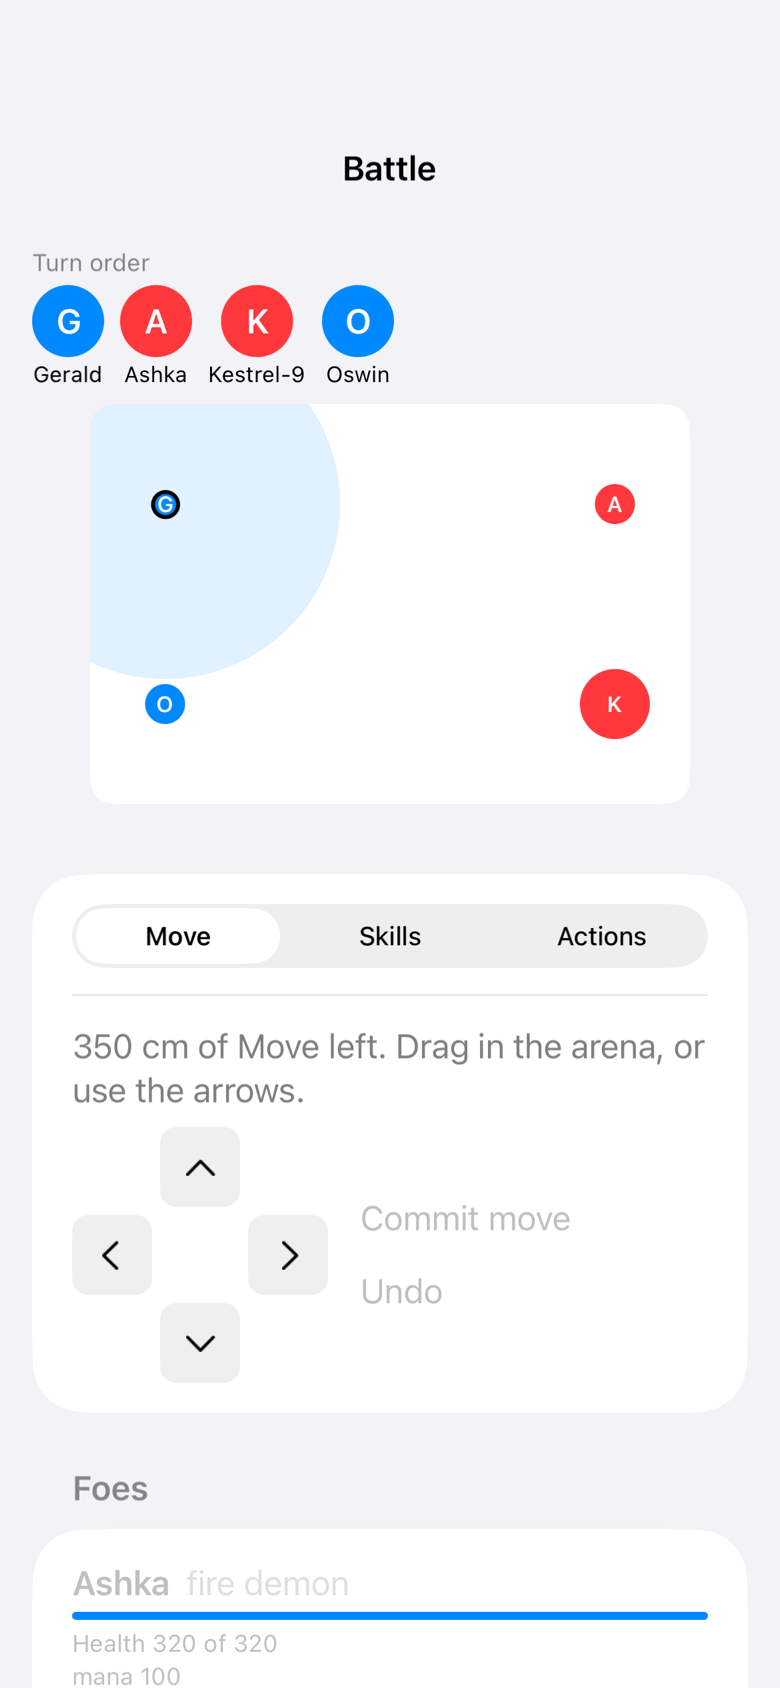 Battle
Turn order
G A K O
Gerald Ashka Kestrel-9 Oswin
G A
O K
Move Skills Actions
350 cm of Move left. Drag in the arena, or
use the arrows.
Commit move
Undo
Foes
Ashka fire demon
Health 320 of 320
mana 100